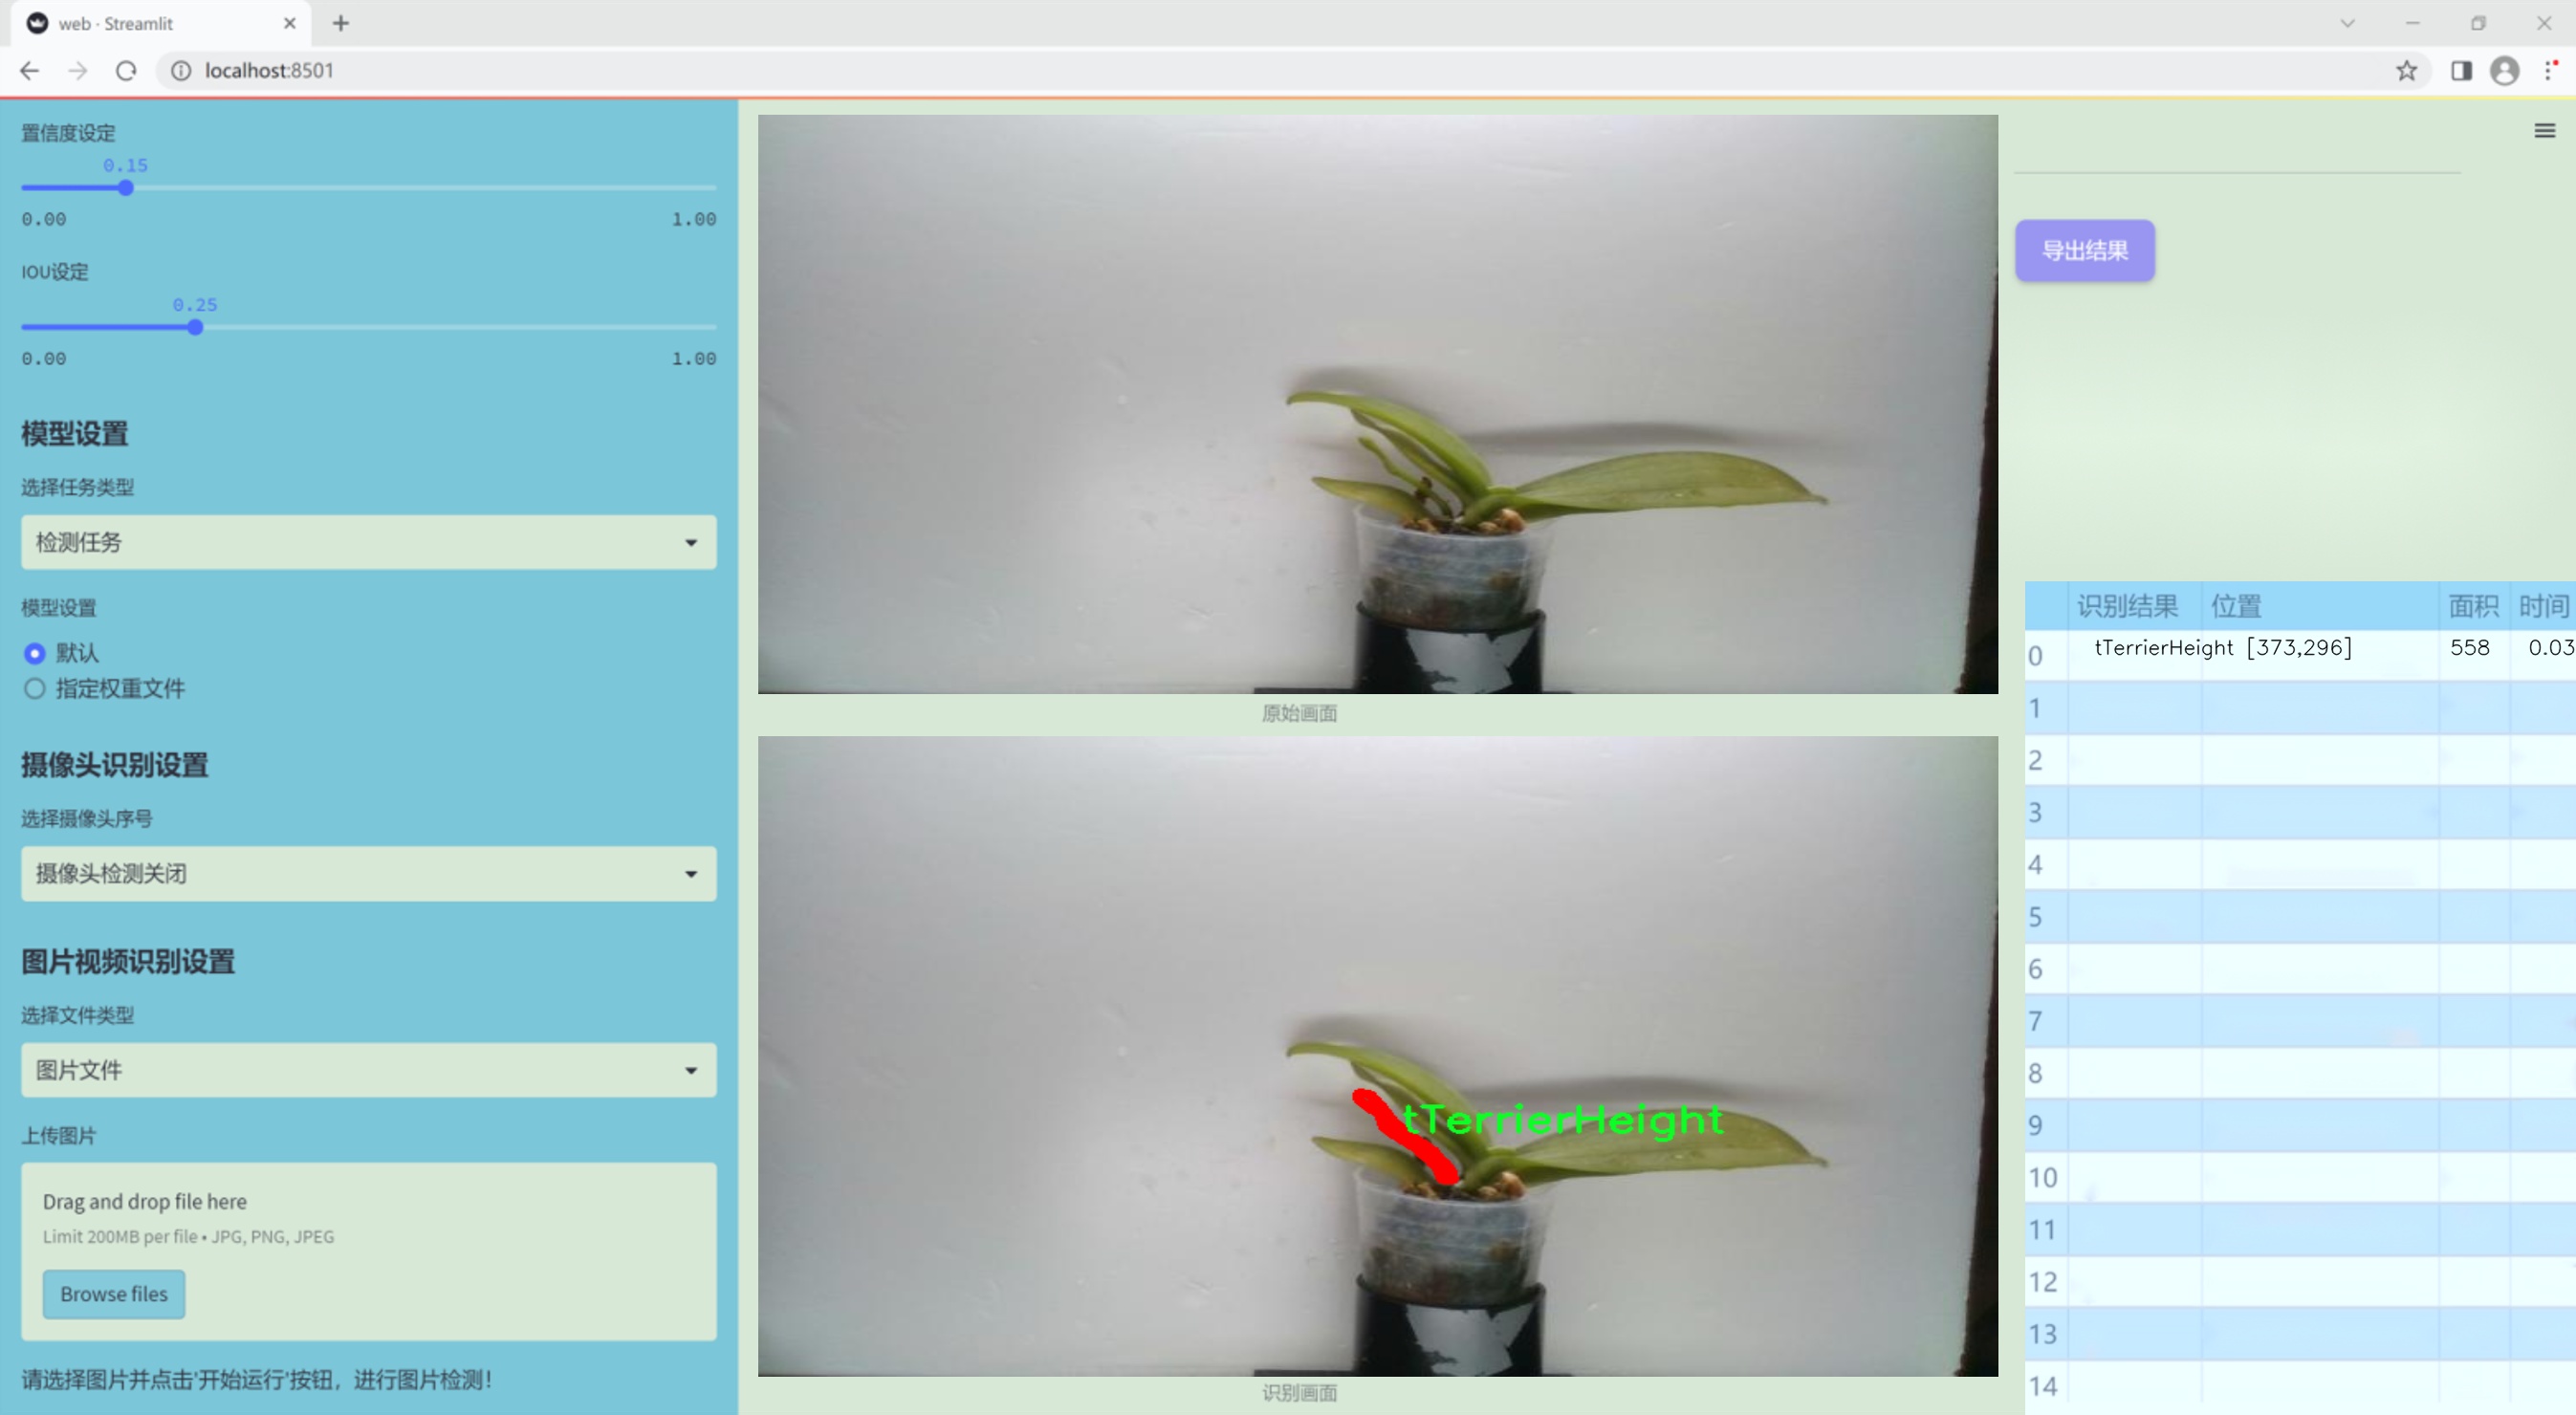 web · Streamlit
localhost:8501
置信度设定
0.15
0.00 1.00
IOU设定
0.25
0.00 1.00
模型设置
选择任务类型
检测任务
模型设置
默认
指定权重文件
摄像头识别设置
选择摄像头序号
摄像头检测关闭
图片视频识别设置
选择文件类型
图片文件
上传图片
Drag and drop file here
Limit 200MB per file • JPG, PNG, JPEG
Browse files
请选择图片并点击'开始运行'按钮，进行图片检测！
原始画面
tTerrierHeight
识别画面
导出结果
识别结果 位置 面积 时间
0 tTerrierHeight [373,296] 558 0.03
1
2
3
4
5
6
7
8
9
10
11
12
13
14